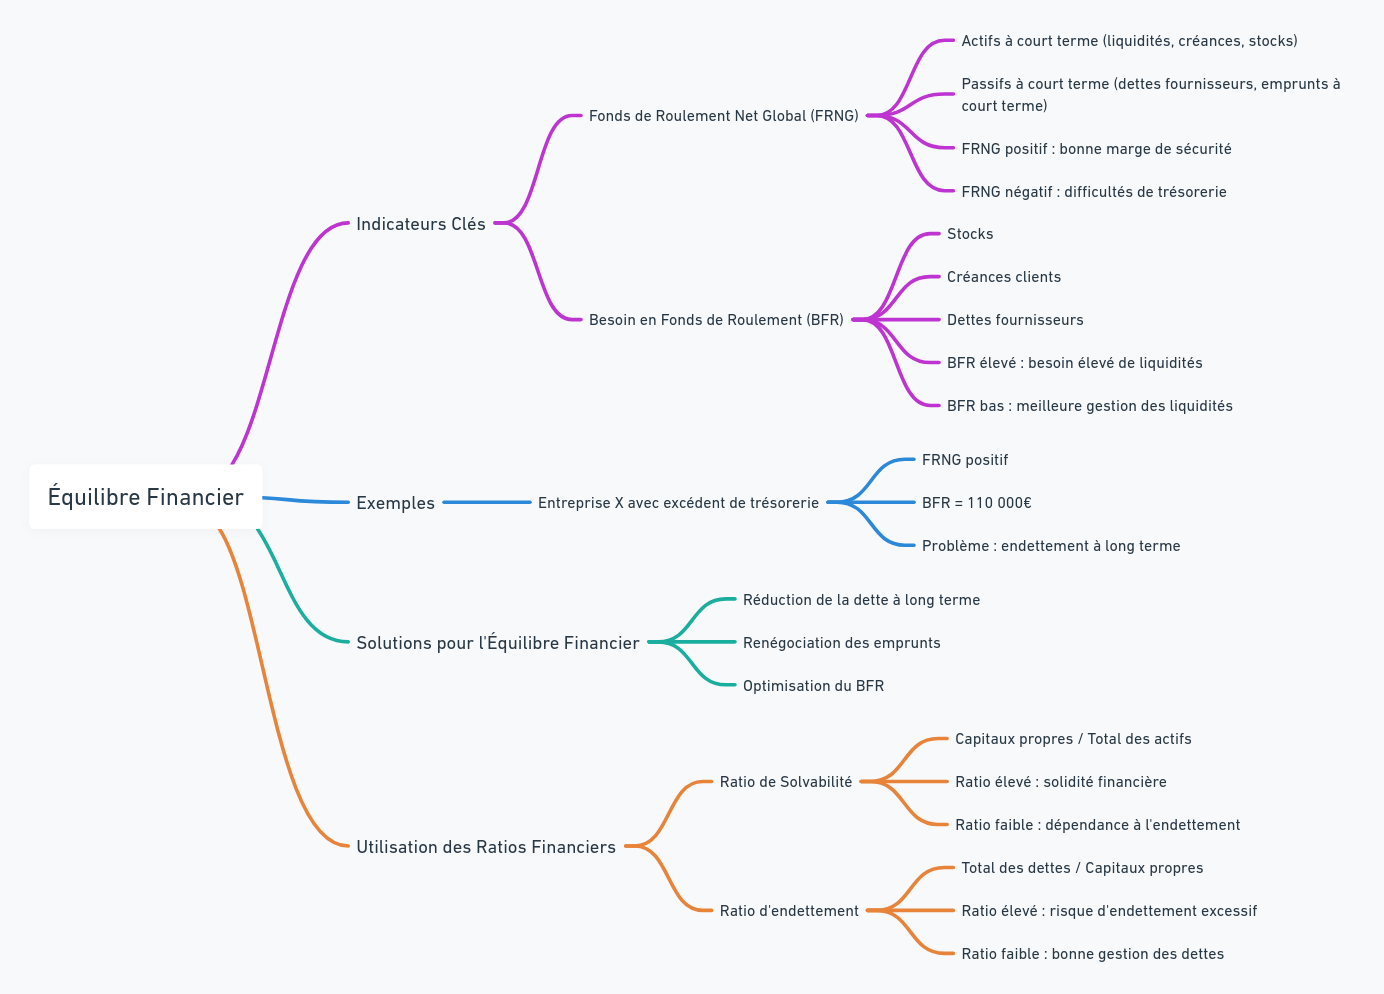 Équilibre Financier
Indicateurs Clés
Fonds de Roulement Net Global (FRNG)
Actifs à court terme (liquidités, créances, stocks)
Passifs à court terme (dettes fournisseurs, emprunts à
court terme)
FRNG positif : bonne marge de sécurité
FRNG négatif : difficultés de trésorerie
Besoin en Fonds de Roulement (BFR)
Stocks
Créances clients
Dettes fournisseurs
BFR élevé : besoin élevé de liquidités
BFR bas : meilleure gestion des liquidités
Exemples
Entreprise X avec excédent de trésorerie
FRNG positif
BFR = 110 000€
Problème : endettement à long terme
Solutions pour l'Équilibre Financier
Réduction de la dette à long terme
Renégociation des emprunts
Optimisation du BFR
Utilisation des Ratios Financiers
Ratio de Solvabilité
Capitaux propres / Total des actifs
Ratio élevé : solidité financière
Ratio faible : dépendance à l'endettement
Ratio d'endettement
Total des dettes / Capitaux propres
Ratio élevé : risque d'endettement excessif
Ratio faible : bonne gestion des dettes